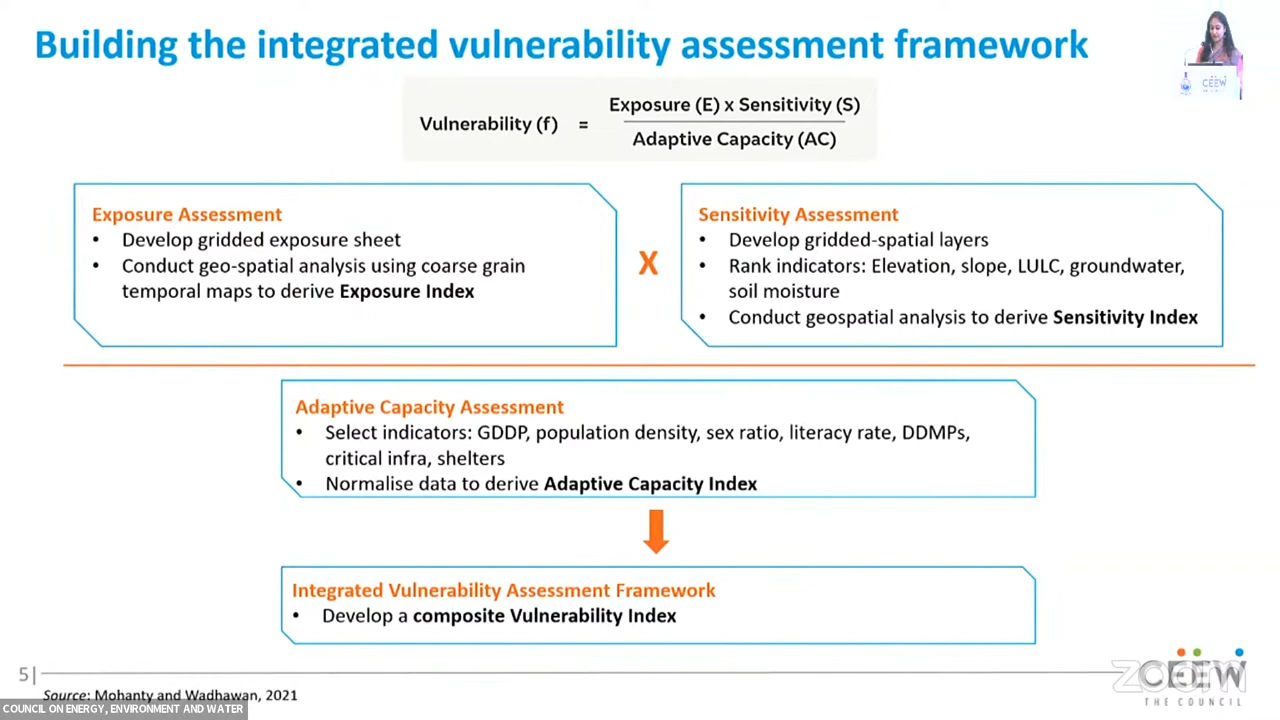 Building the integrated vulnerability assessment framework
CEEW
Vulnerability (f) = Exposure (E) x Sensitivity (S)
Adaptive Capacity (AC)
Exposure Assessment
• Develop gridded exposure sheet
• Conduct geo-spatial analysis using coarse grain
temporal maps to derive Exposure Index
X
Sensitivity Assessment
• Develop gridded-spatial layers
• Rank indicators: Elevation, slope, LULC, groundwater,
soil moisture
• Conduct geospatial analysis to derive Sensitivity Index
Adaptive Capacity Assessment
• Select indicators: GDDP, population density, sex ratio, literacy rate, DDMPs,
critical infra, shelters
• Normalise data to derive Adaptive Capacity Index
Integrated Vulnerability Assessment Framework
• Develop a composite Vulnerability Index
5|
Source: Mohanty and Wadhawan, 2021
COUNCIL ON ENERGY, ENVIRONMENT AND WATER
CEEW
zoom
THE COUNCIL